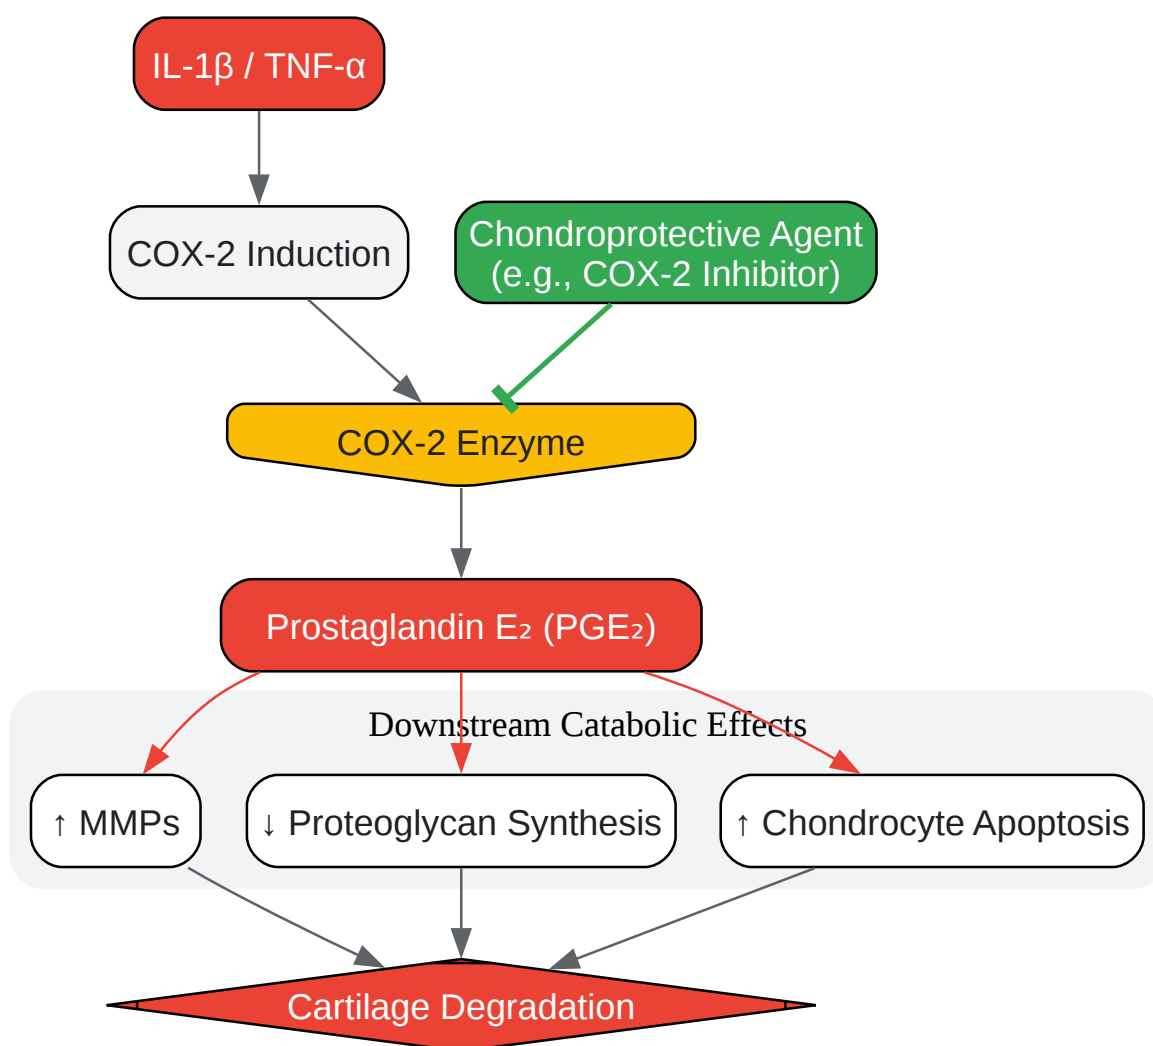 IL-1β / TNF-α
COX-2 Induction
Chondroprotective Agent
(e.g., COX-2 Inhibitor)
COX-2 Enzyme
Prostaglandin E₂ (PGE₂)
Downstream Catabolic Effects
↑ MMPs
↓ Proteoglycan Synthesis
↑ Chondrocyte Apoptosis
Cartilage Degradation